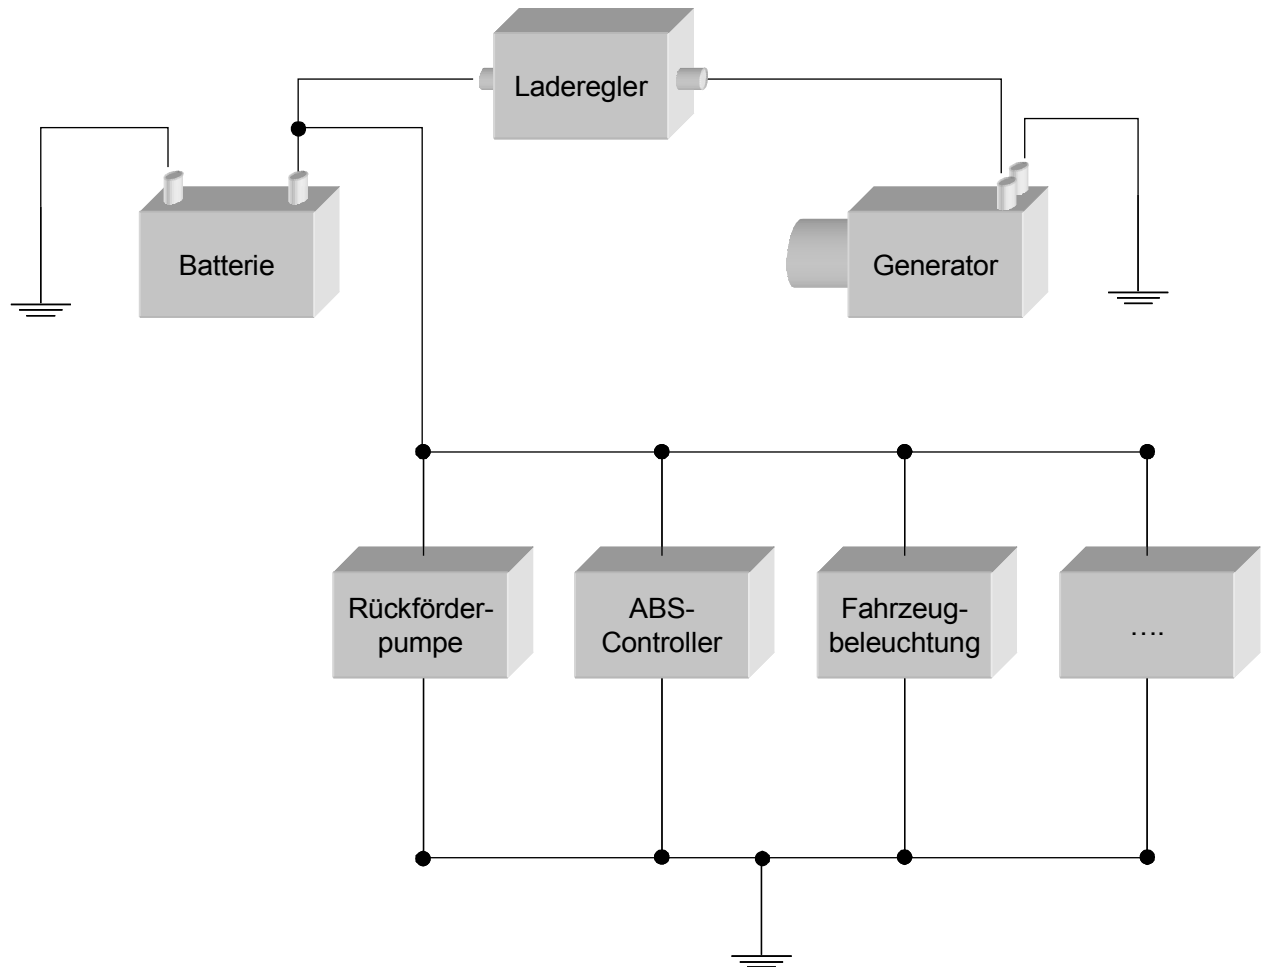 Laderegler
Batterie
Generator
Rückförder-
pumpe
ABS-
Controller
Fahrzeug-
beleuchtung
....